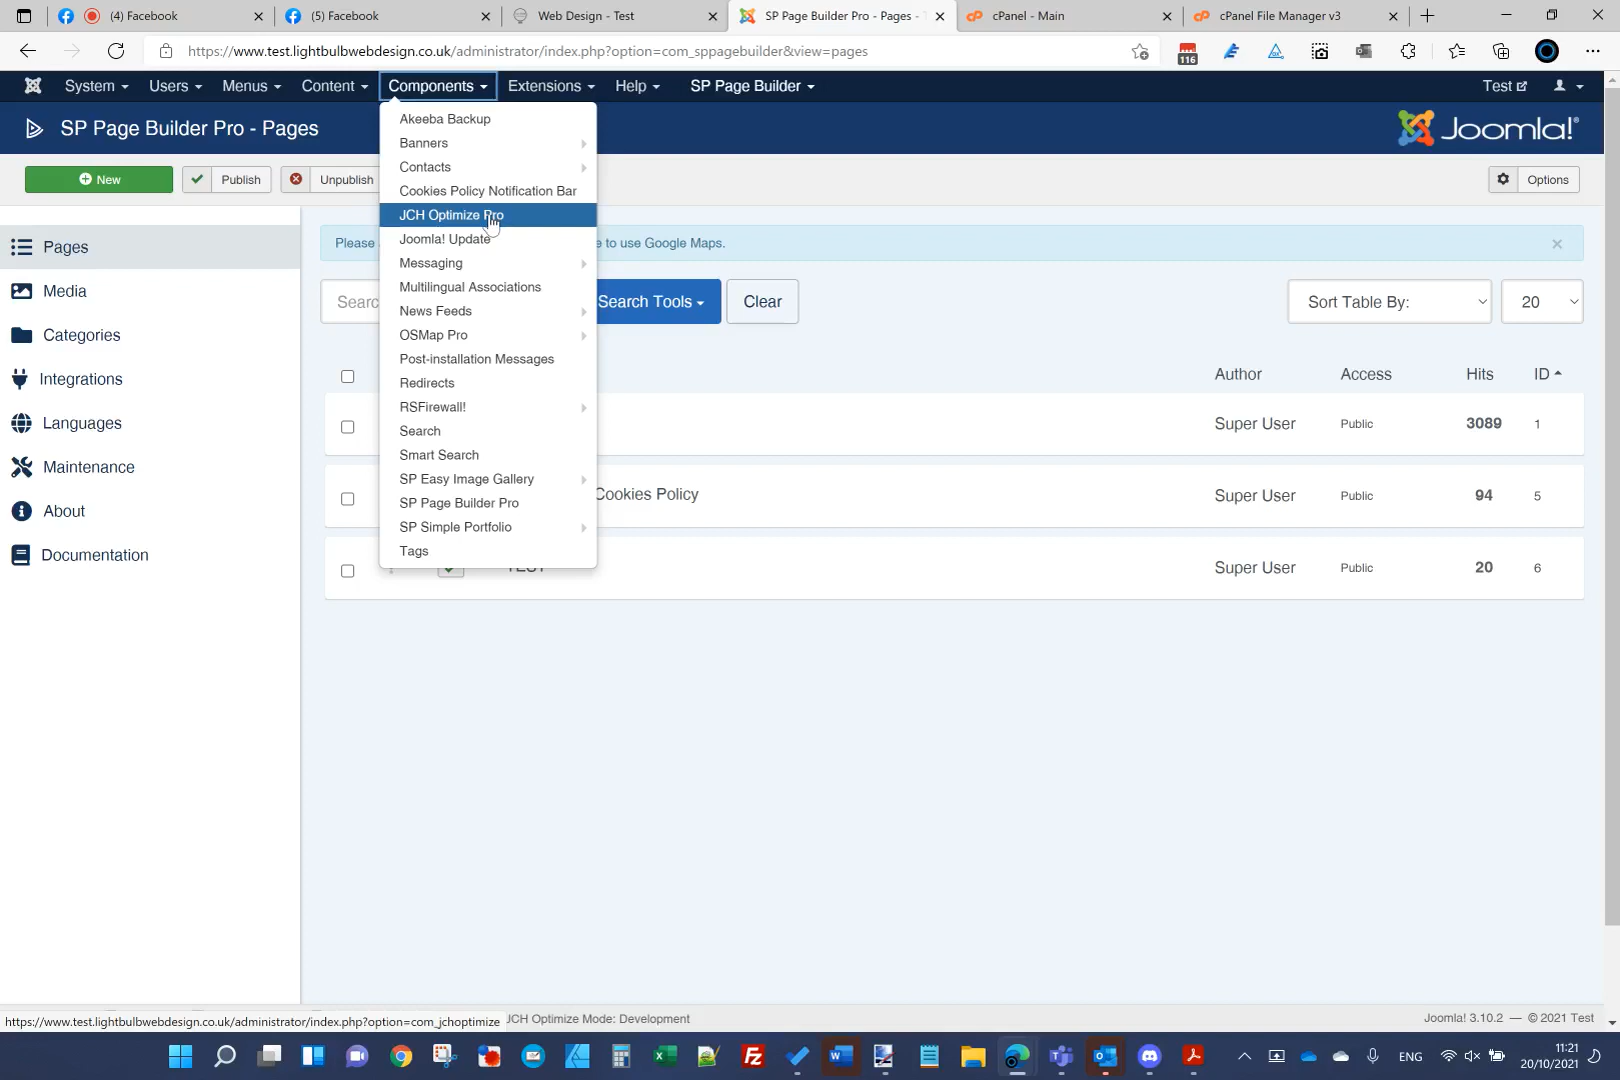 (4) Facebook
(5) Facebook
Web Design - Test
SP Page Builder Pro - Pages -
cPanel - Main
cPanel File Manager v3
https://www.test.lightbulbwebdesign.co.uk/administrator/index.php?option=com_sppagebuilder&view=pages
116
System Users Menus Content Components Extensions Help SP Page Builder Test
SP Page Builder Pro - Pages
Joomla!®
New
Publish
Unpublish
Options
Akeeba Backup
Banners
Contacts
Cookies Policy Notification Bar
JCH Optimize Pro
Joomla! Update
Messaging
Multilingual Associations
News Feeds
OSMap Pro
Post-installation Messages
Redirects
RSFirewall!
Search
Smart Search
SP Easy Image Gallery
SP Page Builder Pro
SP Simple Portfolio
Tags
Pages
Media
Categories
Integrations
Languages
Maintenance
About
Documentation
Please
e to use Google Maps.
Search Tools
Clear
Sort Table By:
20
Author Access Hits ID
Super User Public 3089 1
Cookies Policy Super User Public 94 5
TEST Super User Public 20 6
https://www.test.lightbulbwebdesign.co.uk/administrator/index.php?option=com_jchoptimize
JCH Optimize Mode: Development
Joomla! 3.10.2 — © 2021 Test
ENG
11:21
20/10/2021